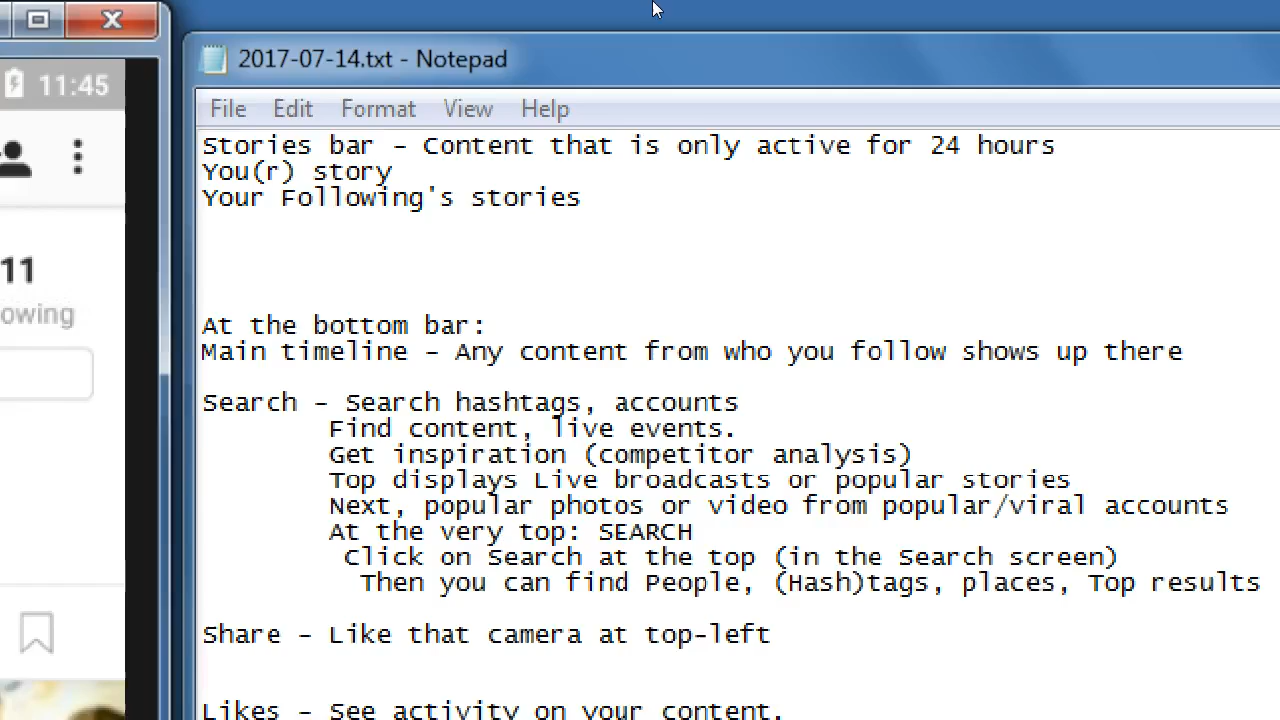 2017-07-14.txt - Notepad
11:45
File Edit Format View Help
Stories bar - Content that is only active for 24 hours
You(r) story
Your Following's stories
11
owing
At the bottom bar:
Main timeline - Any content from who you follow shows up there
Search - Search hashtags, accounts
Find content, live events.
Get inspiration (competitor analysis)
Top displays Live broadcasts or popular stories
Next, popular photos or video from popular/viral accounts
At the very top: SEARCH
Click on Search at the top (in the Search screen)
Then you can find People, (Hash)tags, places, Top results
Share - Like that camera at top-left
Likes - See activity on your content.